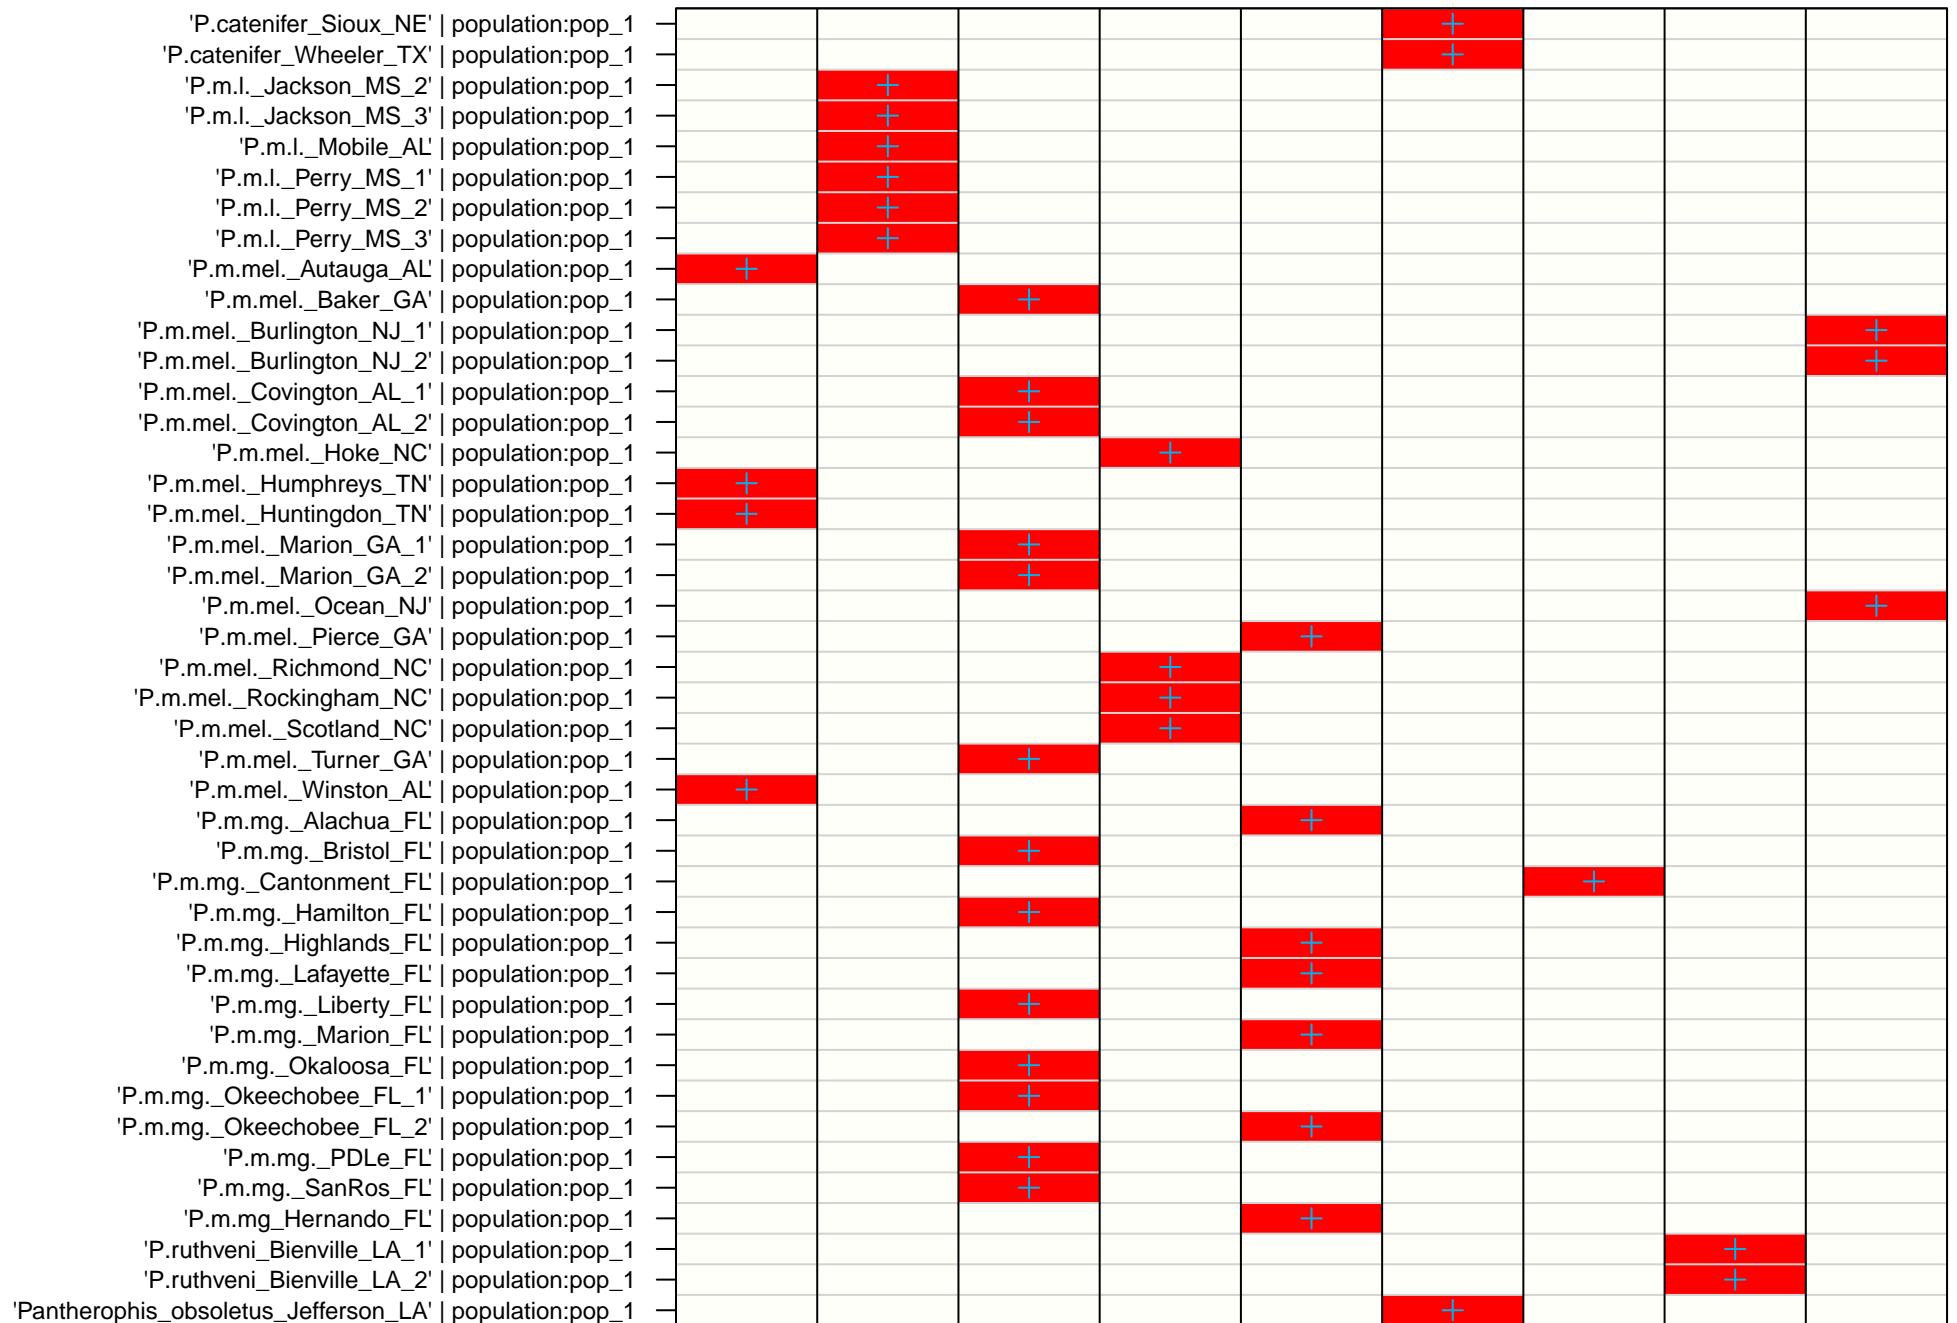 'P.catenifer_Sioux_NE' | population:pop_1
'P.catenifer_Wheeler_TX' | population:pop_1
'P.m.l._Jackson_MS_2' | population:pop_1
'P.m.l._Jackson_MS_3' | population:pop_1
'P.m.l._Mobile_AL' | population:pop_1
'P.m.l._Perry_MS_1' | population:pop_1
'P.m.l._Perry_MS_2' | population:pop_1
'P.m.l._Perry_MS_3' | population:pop_1
'P.m.mel._Autauga_AL' | population:pop_1
'P.m.mel._Baker_GA' | population:pop_1
'P.m.mel._Burlington_NJ_1' | population:pop_1
'P.m.mel._Burlington_NJ_2' | population:pop_1
'P.m.mel._Covington_AL_1' | population:pop_1
'P.m.mel._Covington_AL_2' | population:pop_1
'P.m.mel._Hoke_NC' | population:pop_1
'P.m.mel._Humphreys_TN' | population:pop_1
'P.m.mel._Huntingdon_TN' | population:pop_1
'P.m.mel._Marion_GA_1' | population:pop_1
'P.m.mel._Marion_GA_2' | population:pop_1
'P.m.mel._Ocean_NJ' | population:pop_1
'P.m.mel._Pierce_GA' | population:pop_1
'P.m.mel._Richmond_NC' | population:pop_1
'P.m.mel._Rockingham_NC' | population:pop_1
'P.m.mel._Scotland_NC' | population:pop_1
'P.m.mel._Turner_GA' | population:pop_1
'P.m.mel._Winston_AL' | population:pop_1
'P.m.mg._Alachua_FL' | population:pop_1
'P.m.mg._Bristol_FL' | population:pop_1
'P.m.mg._Cantonment_FL' | population:pop_1
'P.m.mg._Hamilton_FL' | population:pop_1
'P.m.mg._Highlands_FL' | population:pop_1
'P.m.mg._Lafayette_FL' | population:pop_1
'P.m.mg._Liberty_FL' | population:pop_1
'P.m.mg._Marion_FL' | population:pop_1
'P.m.mg._Okaloosa_FL' | population:pop_1
'P.m.mg._Okeechobee_FL_1' | population:pop_1
'P.m.mg._Okeechobee_FL_2' | population:pop_1
'P.m.mg._PDLe_FL' | population:pop_1
'P.m.mg._SanRos_FL' | population:pop_1
'P.m.mg_Hernando_FL' | population:pop_1
'P.ruthveni_Bienville_LA_1' | population:pop_1
'P.ruthveni_Bienville_LA_2' | population:pop_1
'Pantherophis_obsoletus_Jefferson_LA' | population:pop_1